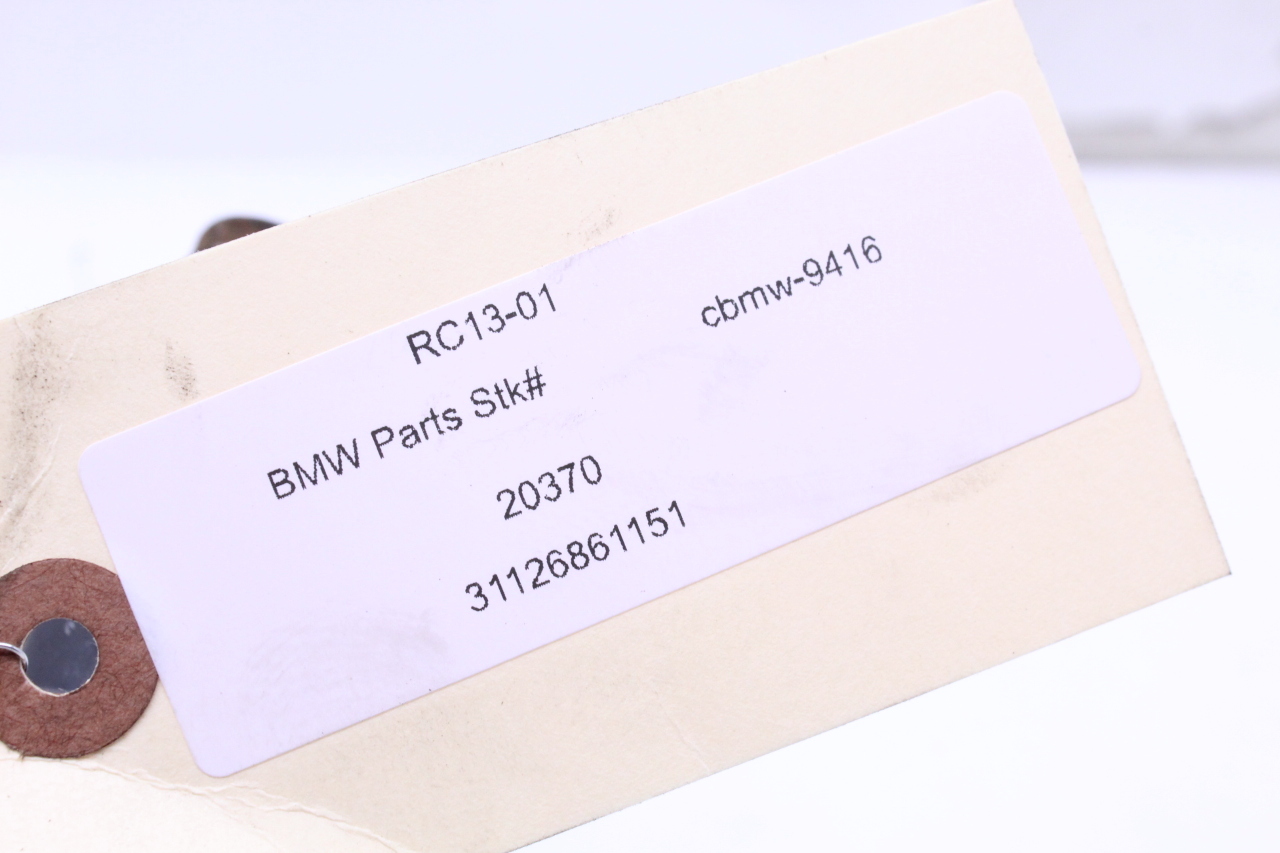 RC13-01 cbmw-9416
BMW Parts Stk#
20370
31126861151